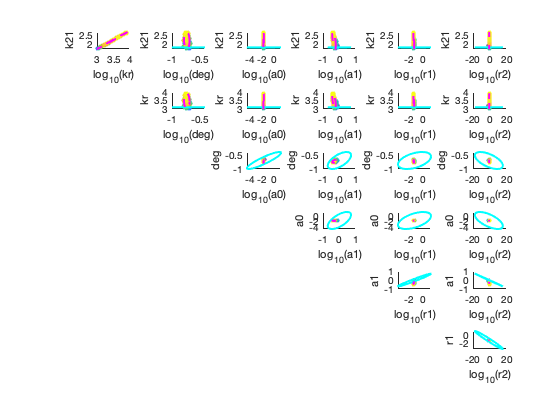 k21 2.5 2 3 3.5 4 log10(kr)
k21 2.5 2 -1 -0.5 log10(deg)
k21 2.5 2 -4 -2 0 log10(a0)
k21 2.5 2 -1 0 1 log10(a1)
k21 2.5 2 -2 0 log10(r1)
k21 2.5 2 -20 0 20 log10(r2)
kr 4 3.5 3 -1 -0.5 log10(deg)
kr 4 3.5 3 -4 -2 0 log10(a0)
kr 4 3.5 3 -1 0 1 log10(a1)
kr 4 3.5 3 -2 0 log10(r1)
kr 4 3.5 3 -20 0 20 log10(r2)
deg -0.5 -1 -4 -2 0 log10(a0)
deg -0.5 -1 -1 0 1 log10(a1)
deg -0.5 -1 -2 0 log10(r1)
deg -0.5 -1 -20 0 20 log10(r2)
a0 0 -2 -4 -1 0 1 log10(a1)
a0 0 -2 -4 -2 0 log10(r1)
a0 0 -2 -4 -20 0 20 log10(r2)
a1 1 0 -1 -2 0 log10(r1)
a1 1 0 -1 -20 0 20 log10(r2)
r1 0 -2 -20 0 20 log10(r2)